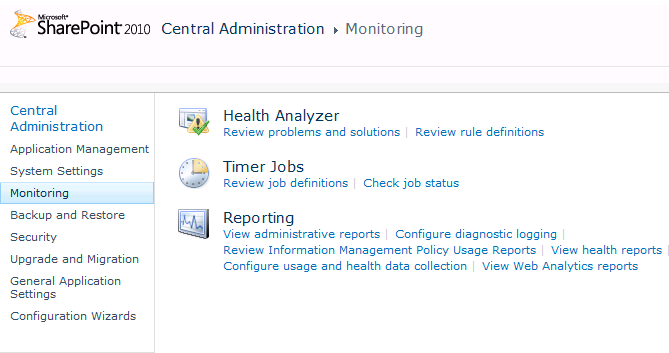 Microsoft®
SharePoint 2010 Central Administration Monitoring
Central
Administration
Application Management
System Settings
Monitoring
Backup and Restore
Security
Upgrade and Migration
General Application
Settings
Configuration Wizards
Health Analyzer
Review problems and solutions | Review rule definitions
Timer Jobs
Review job definitions | Check job status
Reporting
View administrative reports | Configure diagnostic logging |
Review Information Management Policy Usage Reports | View health reports |
Configure usage and health data collection | View Web Analytics reports